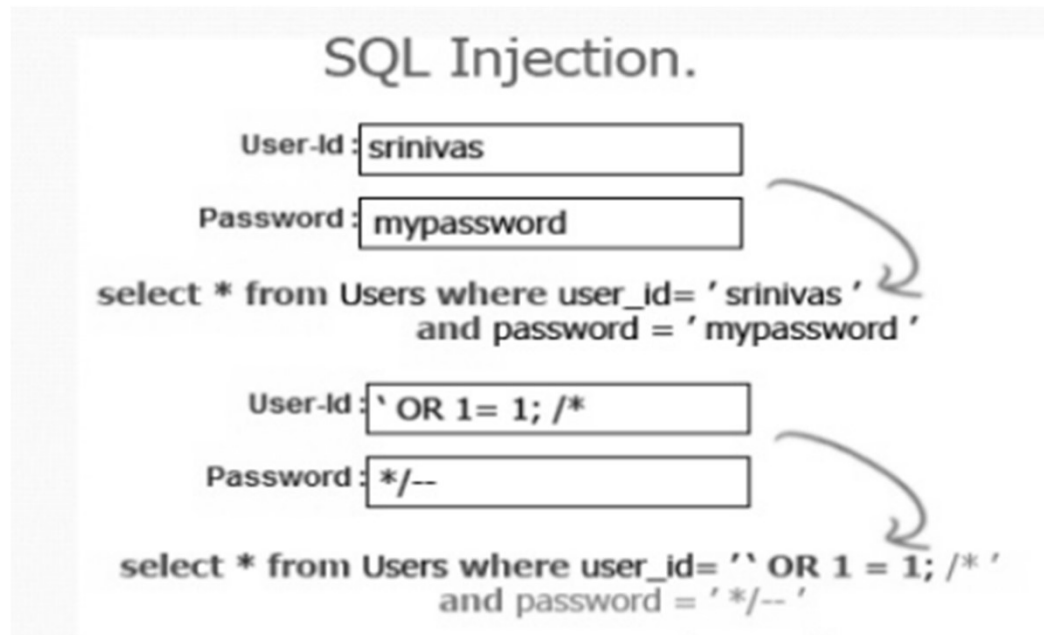 SQL Injection.
User-Id : srinivas
Password : mypassword
select * from Users where user_id= ' srinivas '
and password = ' mypassword '
User-Id : ` OR 1= 1; /*
Password : */--
select * from Users where user_id= '` OR 1 = 1; /* '
and password = ' */-- '